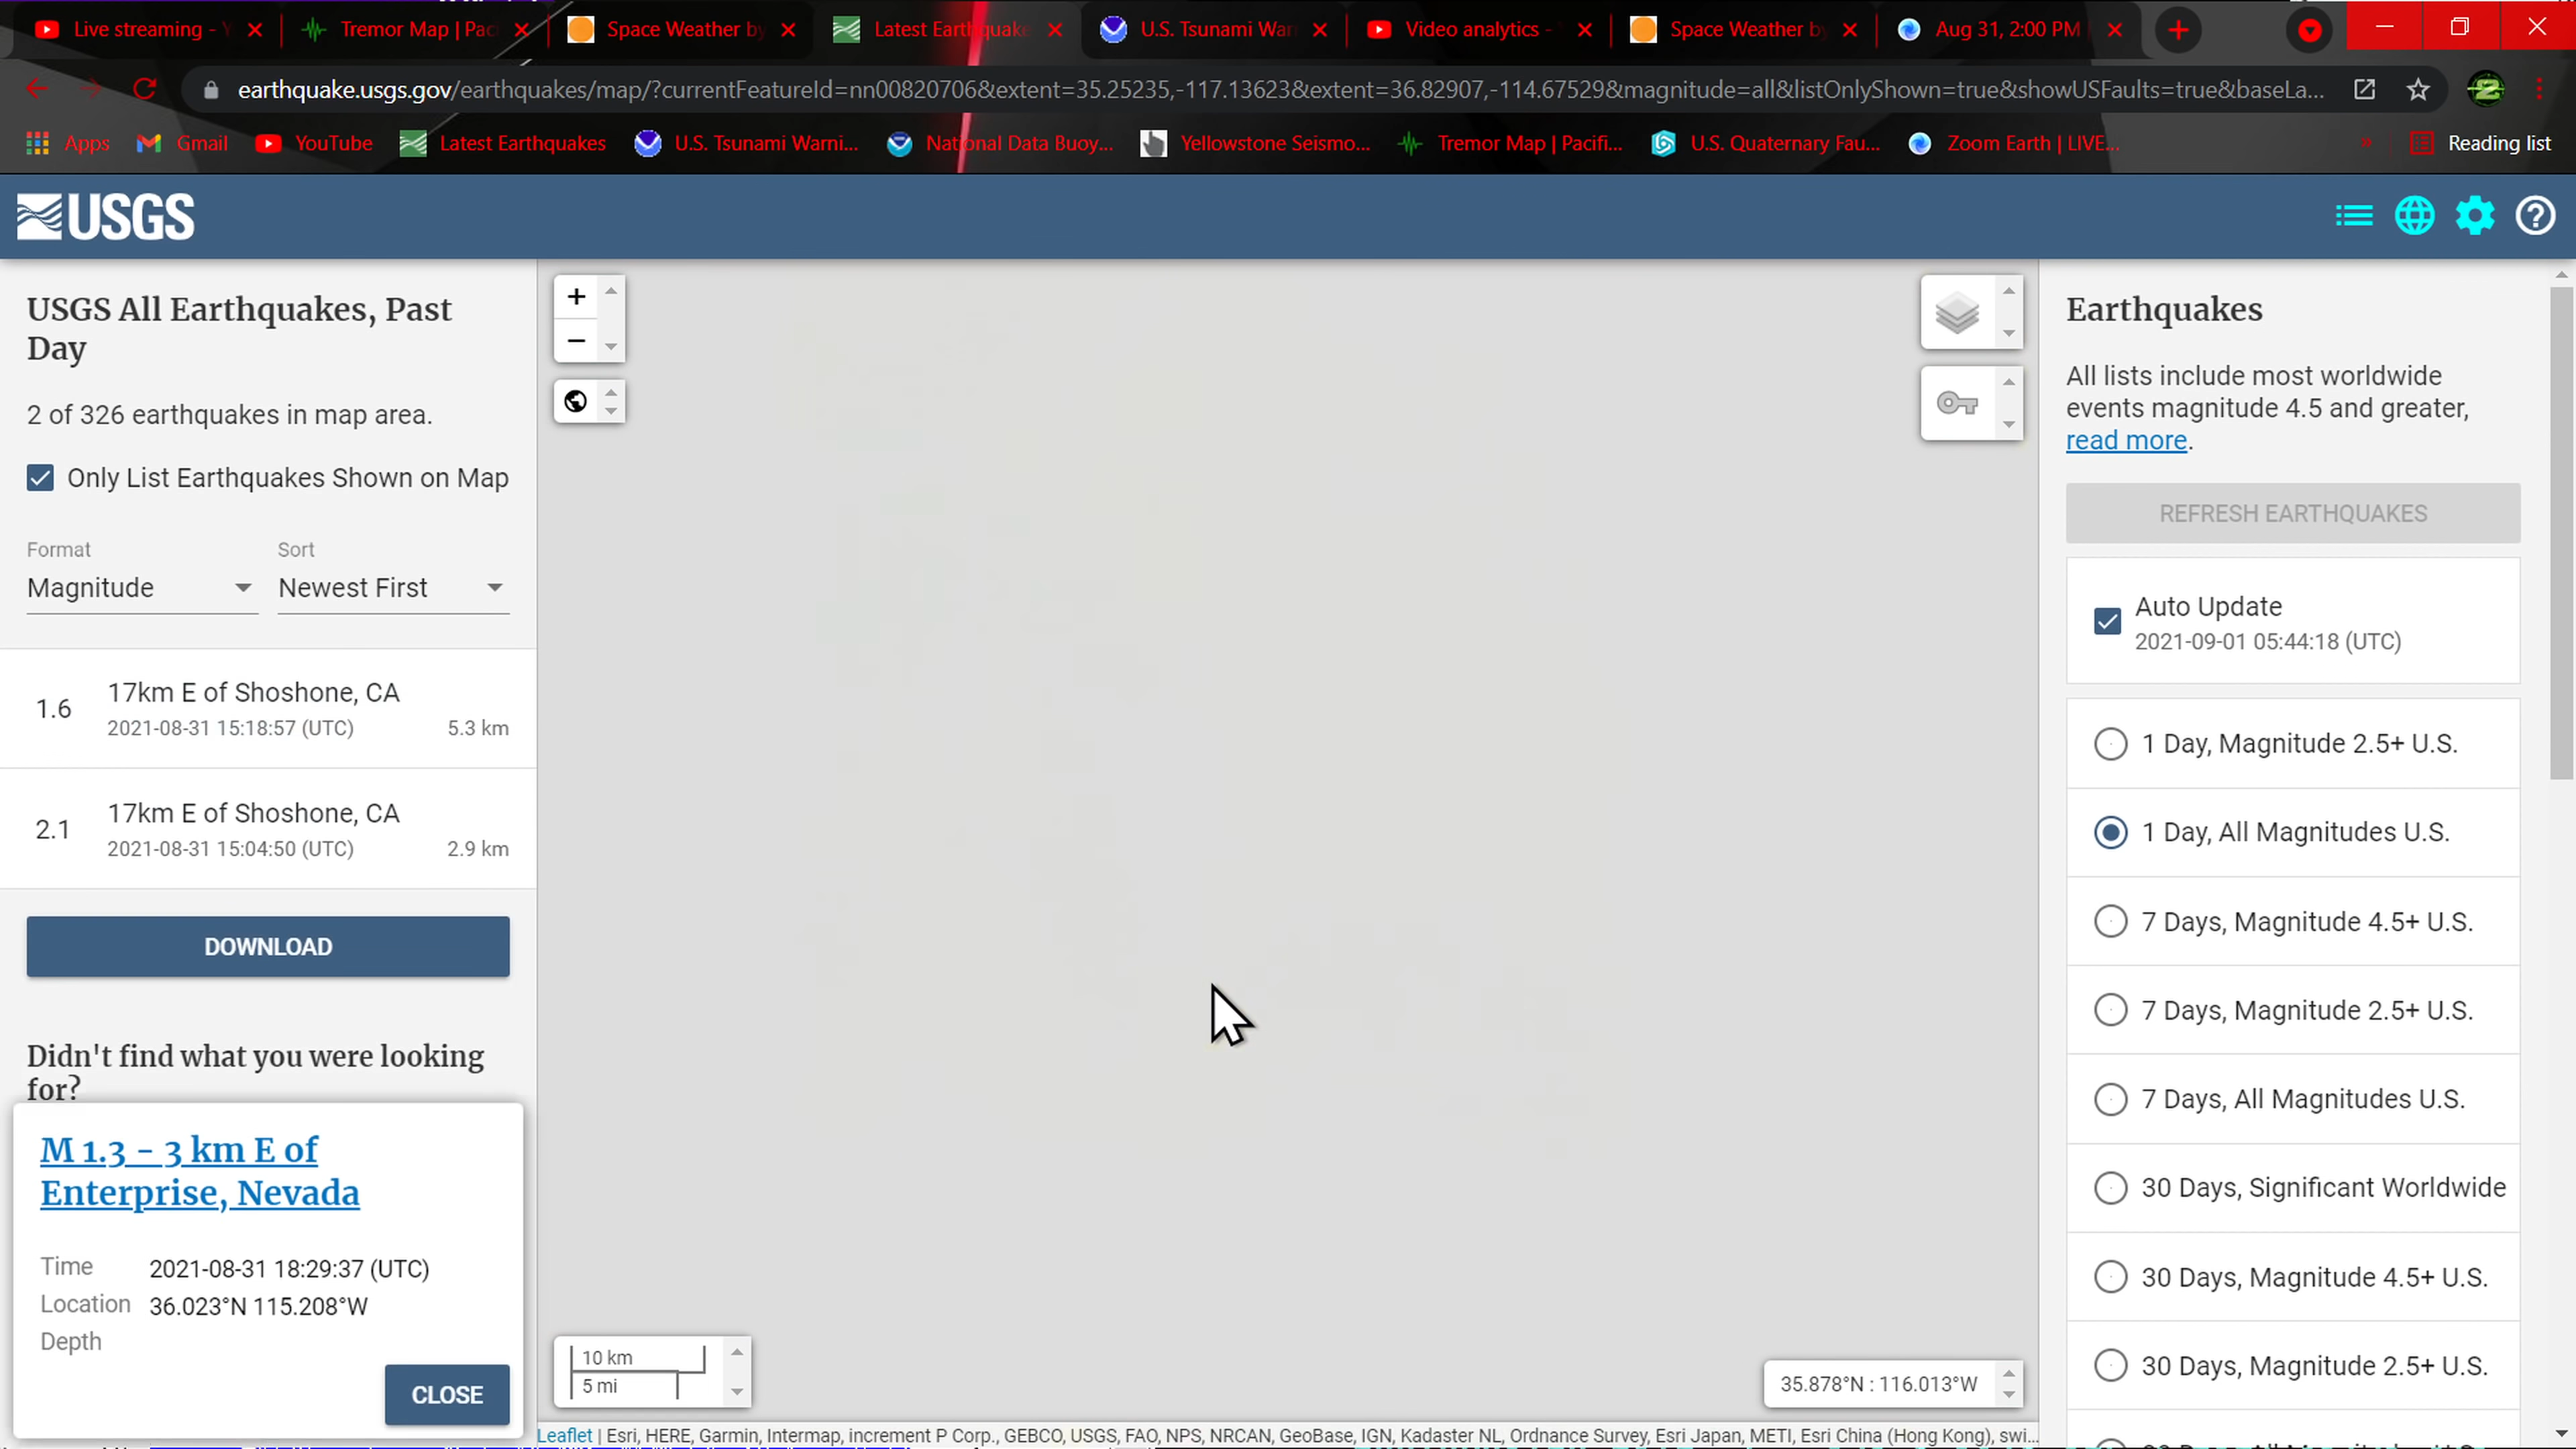 Live streaming - Y
Tremor Map | Pac
Space Weather by
Latest Earthquake
U.S. Tsunami War
Video analytics -
Space Weather by
Aug 31, 2:00 PM
earthquake.usgs.gov/earthquakes/map/?currentFeatureId=nn00820706&extent=35.25235,-117.13623&extent=36.82907,-114.67529&magnitude=all&listOnlyShown=true&showUSFaults=true&baseLa...
Apps
Gmail
YouTube
Latest Earthquakes
U.S. Tsunami Warni...
National Data Buoy...
Yellowstone Seismo...
Tremor Map | Pacifi...
U.S. Quaternary Fau...
Zoom Earth | LIVE...
»
Reading list
USGS
USGS All Earthquakes, Past
Day
2 of 326 earthquakes in map area.
Only List Earthquakes Shown on Map
Format
Sort
Magnitude
Newest First
1.6
17km E of Shoshone, CA
2021-08-31 15:18:57 (UTC)
5.3 km
2.1
17km E of Shoshone, CA
2021-08-31 15:04:50 (UTC)
2.9 km
DOWNLOAD
Didn't find what you were looking
for?
M 1.3 - 3 km E of
Enterprise, Nevada
Time 2021-08-31 18:29:37 (UTC)
Location 36.023°N 115.208°W
Depth
CLOSE
+
−
10 km
5 mi
35.878°N : 116.013°W
Leaflet | Esri, HERE, Garmin, Intermap, increment P Corp., GEBCO, USGS, FAO, NPS, NRCAN, GeoBase, IGN, Kadaster NL, Ordnance Survey, Esri Japan, METI, Esri China (Hong Kong), swi...
Earthquakes
All lists include most worldwide
events magnitude 4.5 and greater,
read more.
REFRESH EARTHQUAKES
Auto Update
2021-09-01 05:44:18 (UTC)
1 Day, Magnitude 2.5+ U.S.
1 Day, All Magnitudes U.S.
7 Days, Magnitude 4.5+ U.S.
7 Days, Magnitude 2.5+ U.S.
7 Days, All Magnitudes U.S.
30 Days, Significant Worldwide
30 Days, Magnitude 4.5+ U.S.
30 Days, Magnitude 2.5+ U.S.